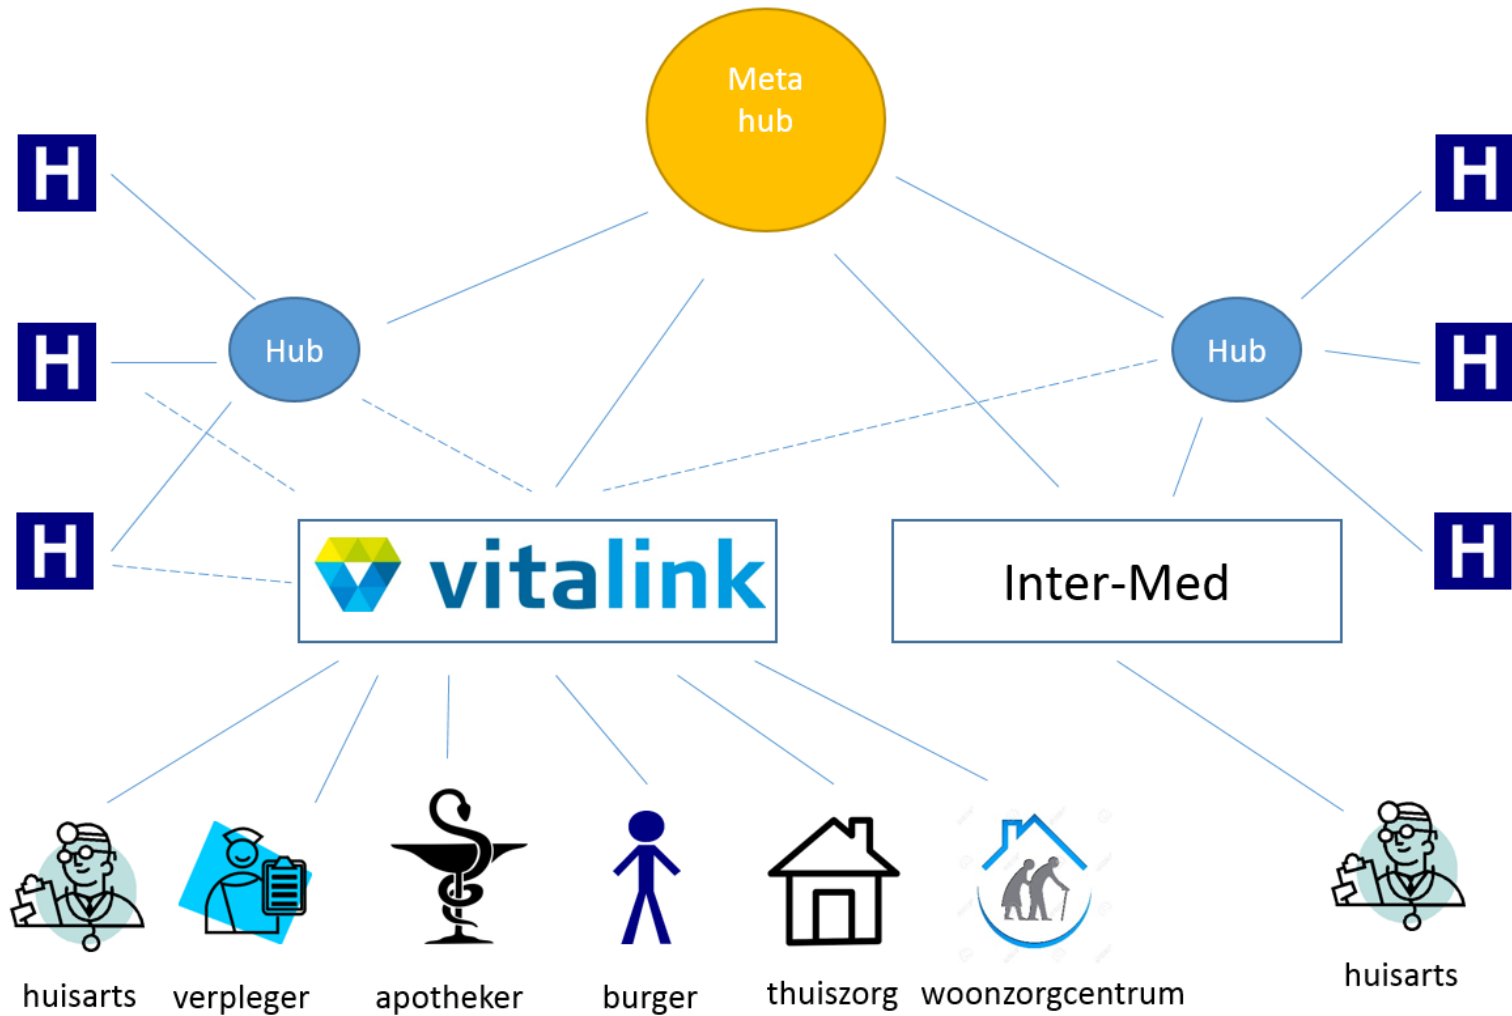 Meta
hub
H
H
H
H
Hub
Hub
H
H
vitalink
Inter-Med
huisarts
verpleger
apotheker
burger
thuiszorg
woonzorgcentrum
huisarts